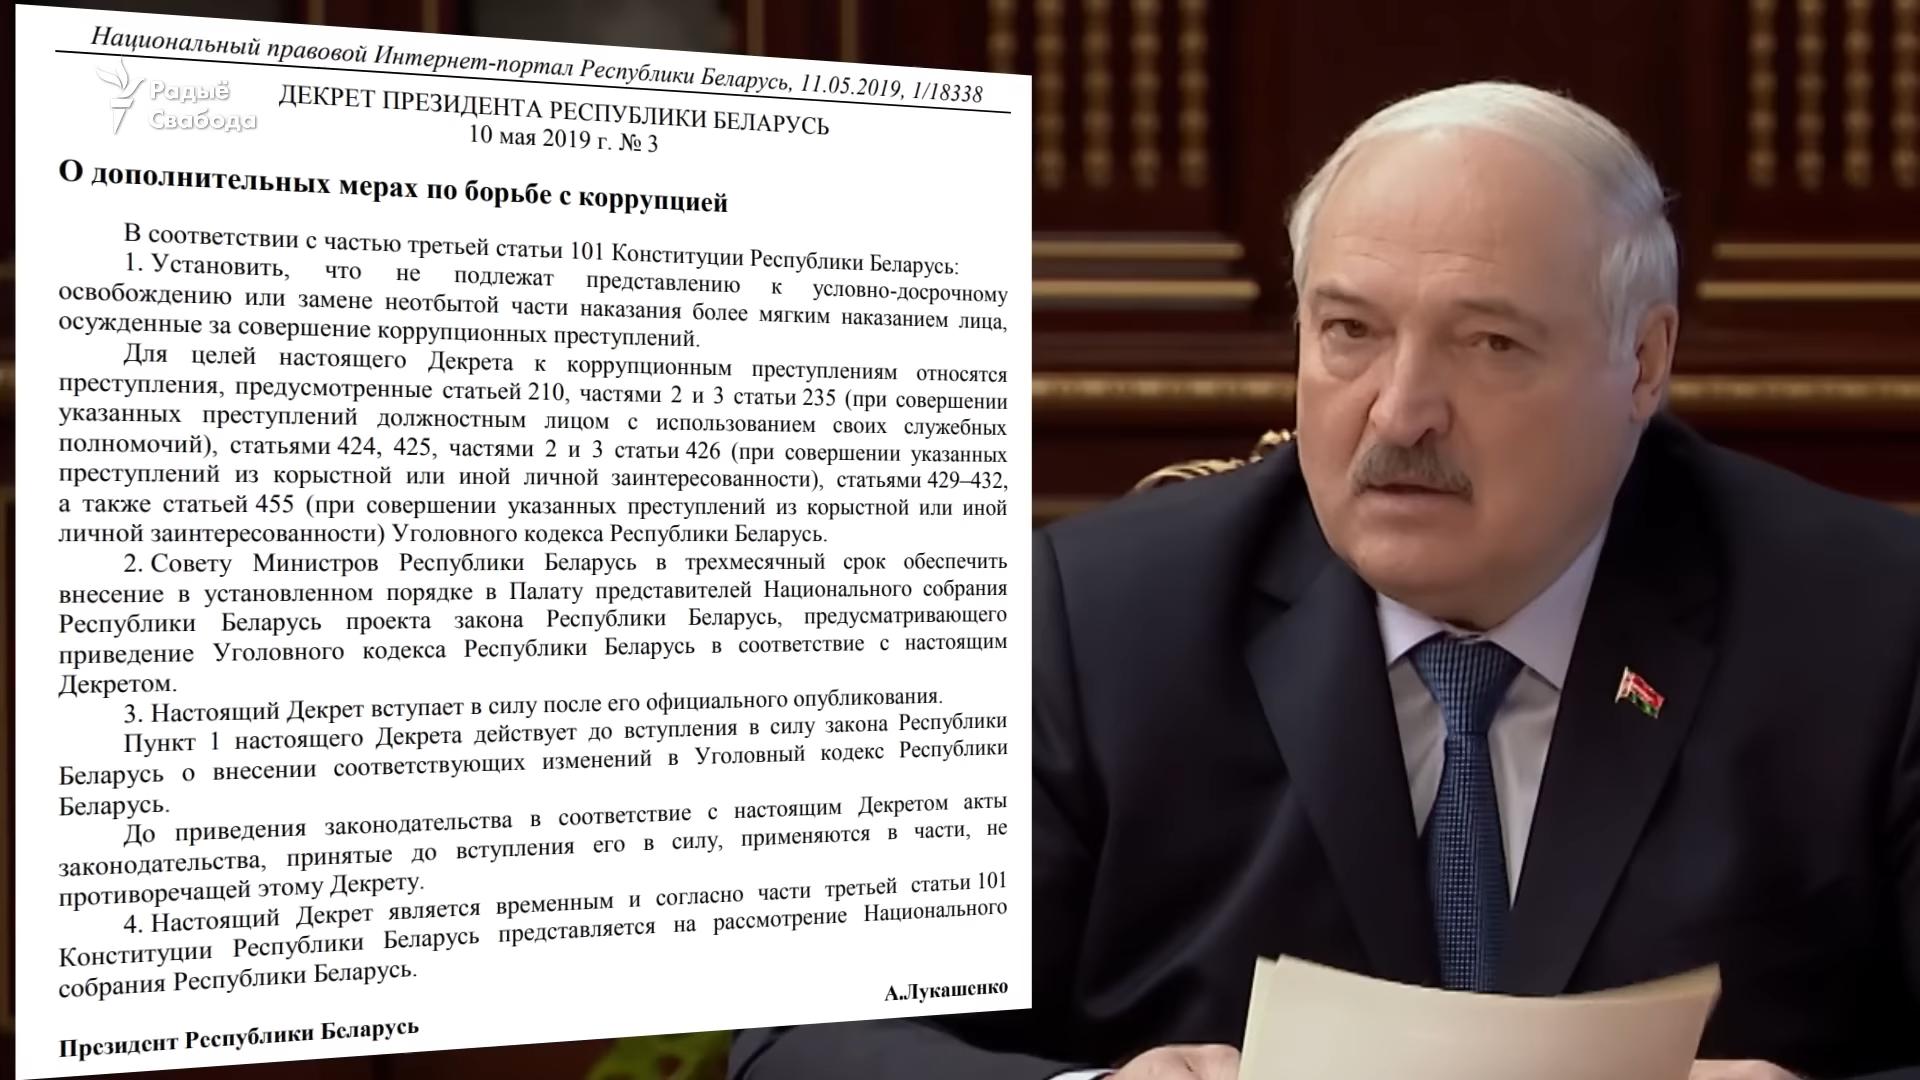 Национальный правовой Интернет-портал Республики Беларусь, 11.05.2019, 1/18338
Радыё
Свабода
ДЕКРЕТ ПРЕЗИДЕНТА РЕСПУБЛИКИ БЕЛАРУСЬ
10 мая 2019 г. № 3
О дополнительных мерах по борьбе с коррупцией
В соответствии с частью третьей статьи 101 Конституции Республики Беларусь:
1. Установить, что не подлежат представлению к условно-досрочному
освобождению или замене неотбытой части наказания более мягким наказанием лица,
осужденные за совершение коррупционных преступлений.
Для целей настоящего Декрета к коррупционным преступлениям относятся
преступления, предусмотренные статьей 210, частями 2 и 3 статьи 235 (при совершении
указанных преступлений должностным лицом с использованием своих служебных
полномочий), статьями 424, 425, частями 2 и 3 статьи 426 (при совершении указанных
преступлений из корыстной или иной личной заинтересованности), статьями 429–432,
а также статьей 455 (при совершении указанных преступлений из корыстной или иной
личной заинтересованности) Уголовного кодекса Республики Беларусь.
2. Совету Министров Республики Беларусь в трехмесячный срок обеспечить
внесение в установленном порядке в Палату представителей Национального собрания
Республики Беларусь проекта закона Республики Беларусь, предусматривающего
приведение Уголовного кодекса Республики Беларусь в соответствие с настоящим
Декретом.
3. Настоящий Декрет вступает в силу после его официального опубликования.
Пункт 1 настоящего Декрета действует до вступления в силу закона Республики
Беларусь о внесении соответствующих изменений в Уголовный кодекс Республики
Беларусь.
До приведения законодательства в соответствие с настоящим Декретом акты
законодательства, принятые до вступления его в силу, применяются в части, не
противоречащей этому Декрету.
4. Настоящий Декрет является временным и согласно части третьей статьи 101
Конституции Республики Беларусь представляется на рассмотрение Национального
собрания Республики Беларусь.
Президент Республики Беларусь
А.Лукашенко